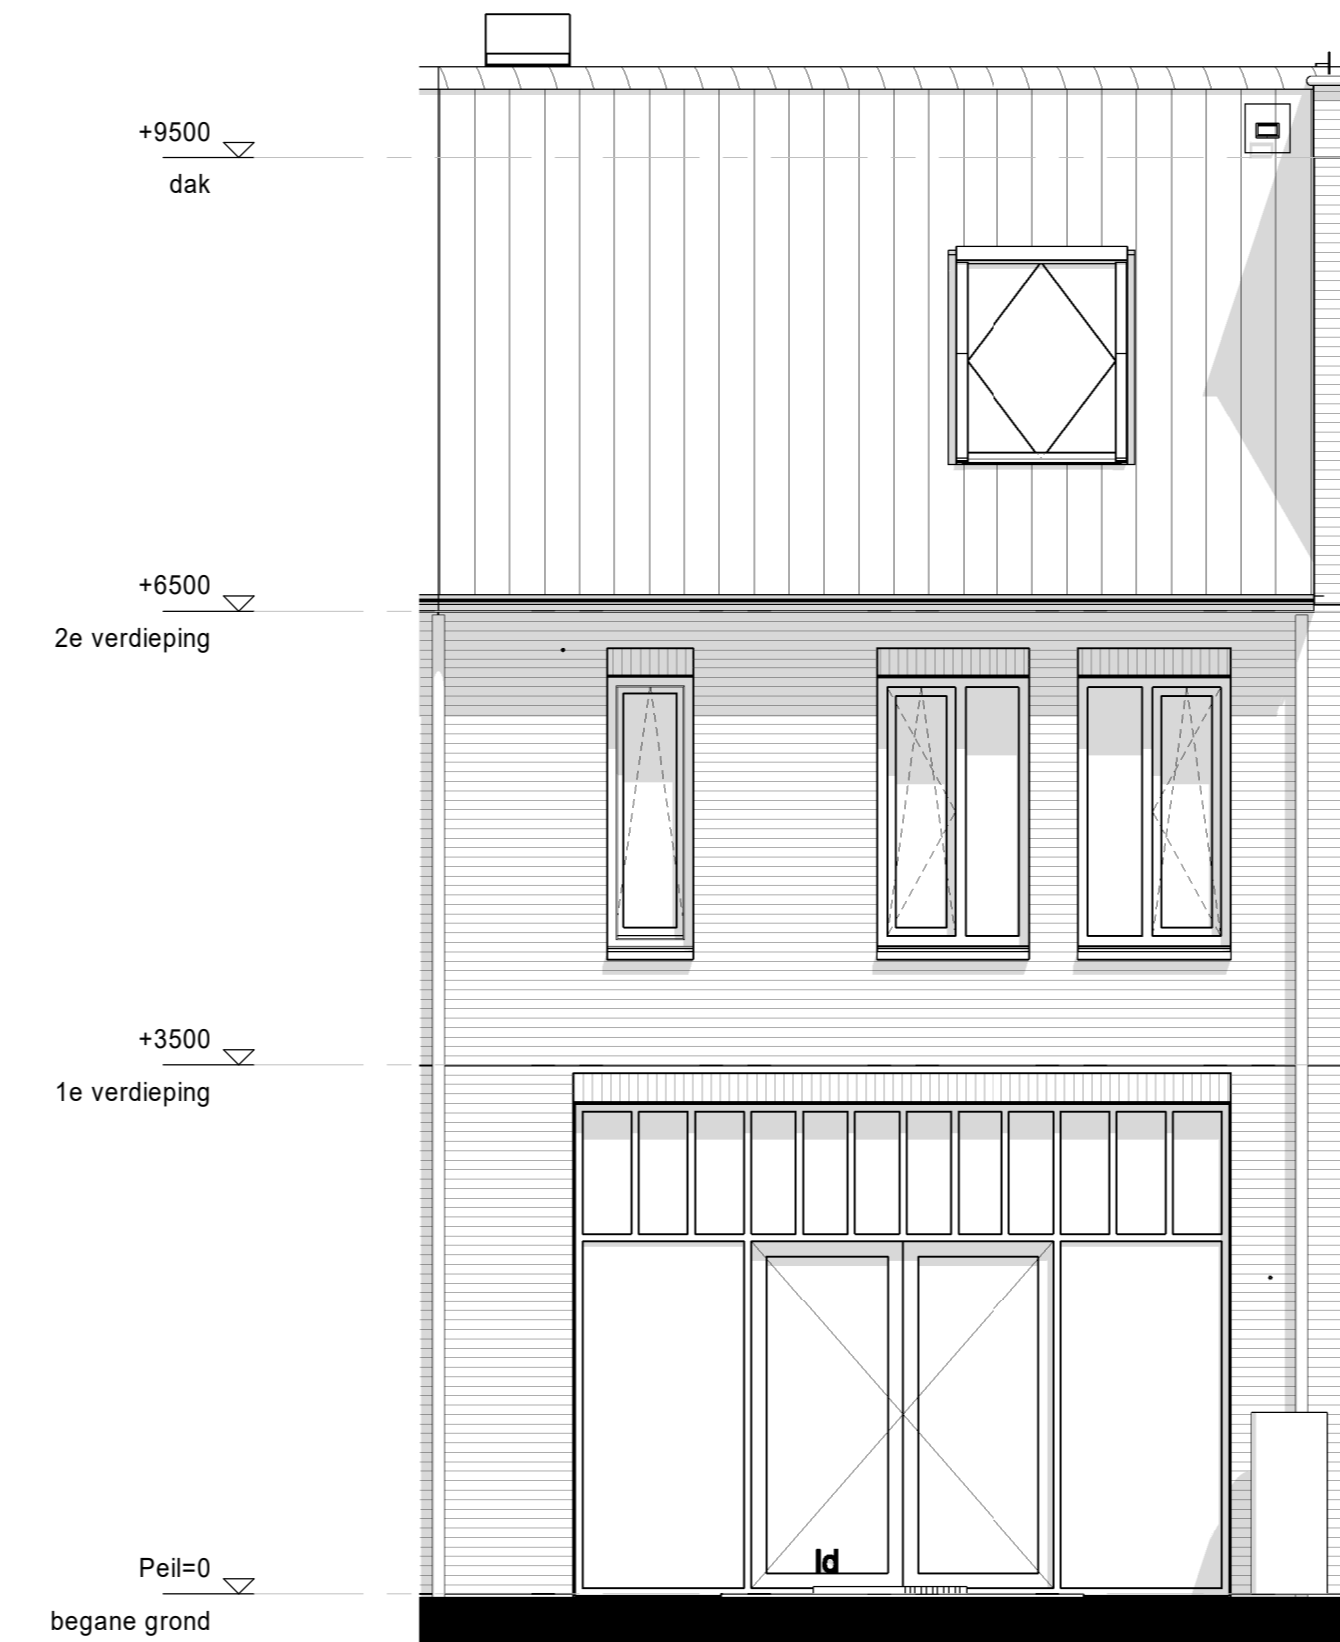 +9500
dak
+6500
2e verdieping
+3500
1e verdieping
ld
Peil=0
begane grond